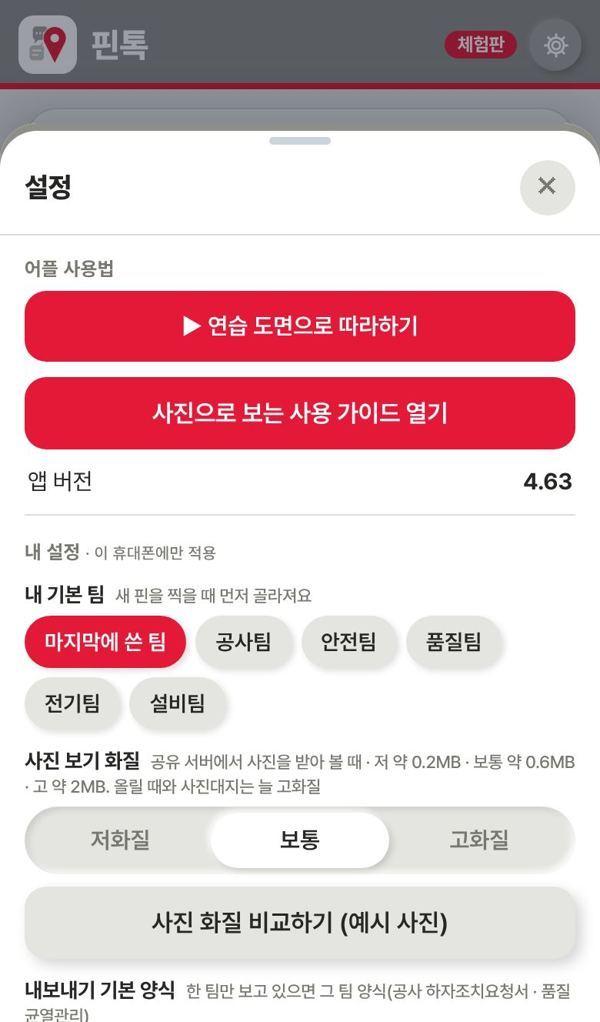 핀톡
체험판
설정
어플 사용법
▶ 연습 도면으로 따라하기
사진으로 보는 사용 가이드 열기
앱 버전 4.63
내 설정 · 이 휴대폰에만 적용
내 기본 팀 새 핀을 찍을 때 먼저 골라져요
마지막에 쓴 팀 공사팀 안전팀 품질팀
전기팀 설비팀
사진 보기 화질 공유 서버에서 사진을 받아 볼 때 · 저 약 0.2MB · 보통 약 0.6MB
· 고 약 2MB. 올릴 때와 사진대지는 늘 고화질
저화질 보통 고화질
사진 화질 비교하기 (예시 사진)
내보내기 기본 양식 한 팀만 보고 있으면 그 팀 양식(공사 하자조치요청서 · 품질
균열관리)